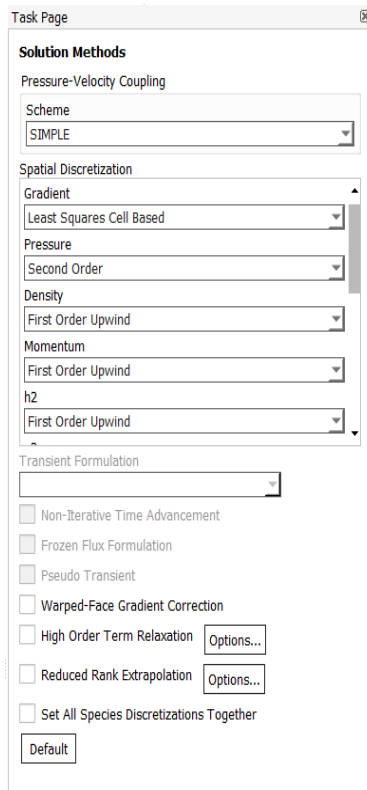 Task Page
Solution Methods
Pressure-Velocity Coupling
Scheme
SIMPLE
Spatial Discretization
Gradient
Least Squares Cell Based
Pressure
Second Order
Density
First Order Upwind
Momentum
First Order Upwind
h2
First Order Upwind
Transient Formulation
Non-Iterative Time Advancement
Frozen Flux Formulation
Pseudo Transient
Warped-Face Gradient Correction
High Order Term Relaxation Options...
Reduced Rank Extrapolation Options...
Set All Species Discretizations Together
Default